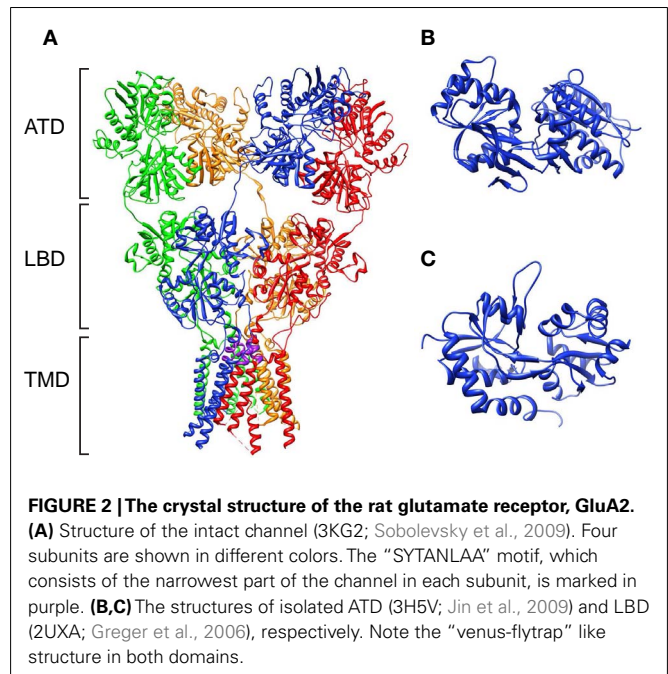 A
B
ATD
LBD
C
TMD
FIGURE 2 | The crystal structure of the rat glutamate receptor, GluA2.
(A) Structure of the intact channel (3KG2; Sobolevsky et al., 2009). Four
subunits are shown in different colors. The “SYTANLAA” motif, which
consists of the narrowest part of the channel in each subunit, is marked in
purple. (B,C) The structures of isolated ATD (3H5V; Jin et al., 2009) and LBD
(2UXA; Greger et al., 2006), respectively. Note the “venus-flytrap” like
structure in both domains.